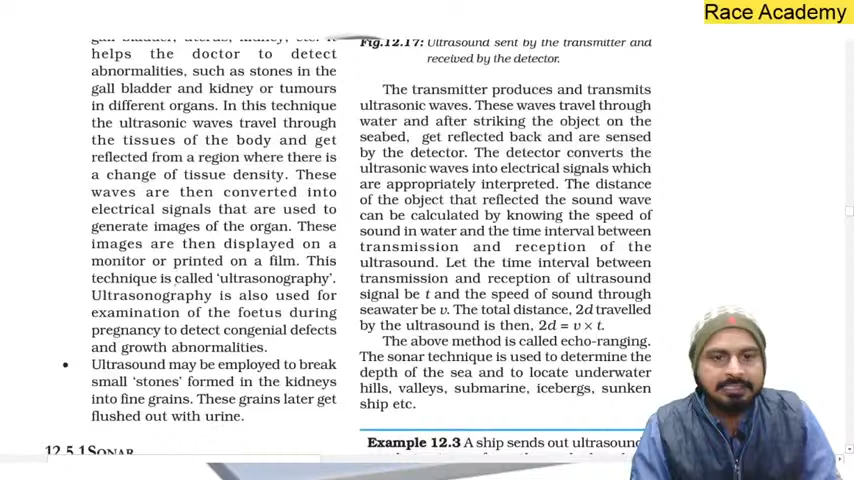 Race Academy
gall bladder, uterus, kidney, etc. It
helps the doctor to detect
abnormalities, such as stones in the
gall bladder and kidney or tumours
in different organs. In this technique
the ultrasonic waves travel through
the tissues of the body and get
reflected from a region where there is
a change of tissue density. These
waves are then converted into
electrical signals that are used to
generate images of the organ. These
images are then displayed on a
monitor or printed on a film. This
technique is called ‘ultrasonography’.
Ultrasonography is also used for
examination of the foetus during
pregnancy to detect congenial defects
and growth abnormalities.
• Ultrasound may be employed to break
small ‘stones’ formed in the kidneys
into fine grains. These grains later get
flushed out with urine.
12.5.1 SONAR
Fig.12.17: Ultrasound sent by the transmitter and
received by the detector.
The transmitter produces and transmits
ultrasonic waves. These waves travel through
water and after striking the object on the
seabed, get reflected back and are sensed
by the detector. The detector converts the
ultrasonic waves into electrical signals which
are appropriately interpreted. The distance
of the object that reflected the sound wave
can be calculated by knowing the speed of
sound in water and the time interval between
transmission and reception of the
ultrasound. Let the time interval between
transmission and reception of ultrasound
signal be t and the speed of sound through
seawater be v. The total distance, 2d travelled
by the ultrasound is then, 2d = v × t.
The above method is called echo-ranging.
The sonar technique is used to determine the
depth of the sea and to locate underwater
hills, valleys, submarine, icebergs, sunken
ship etc.
Example 12.3 A ship sends out ultrasound